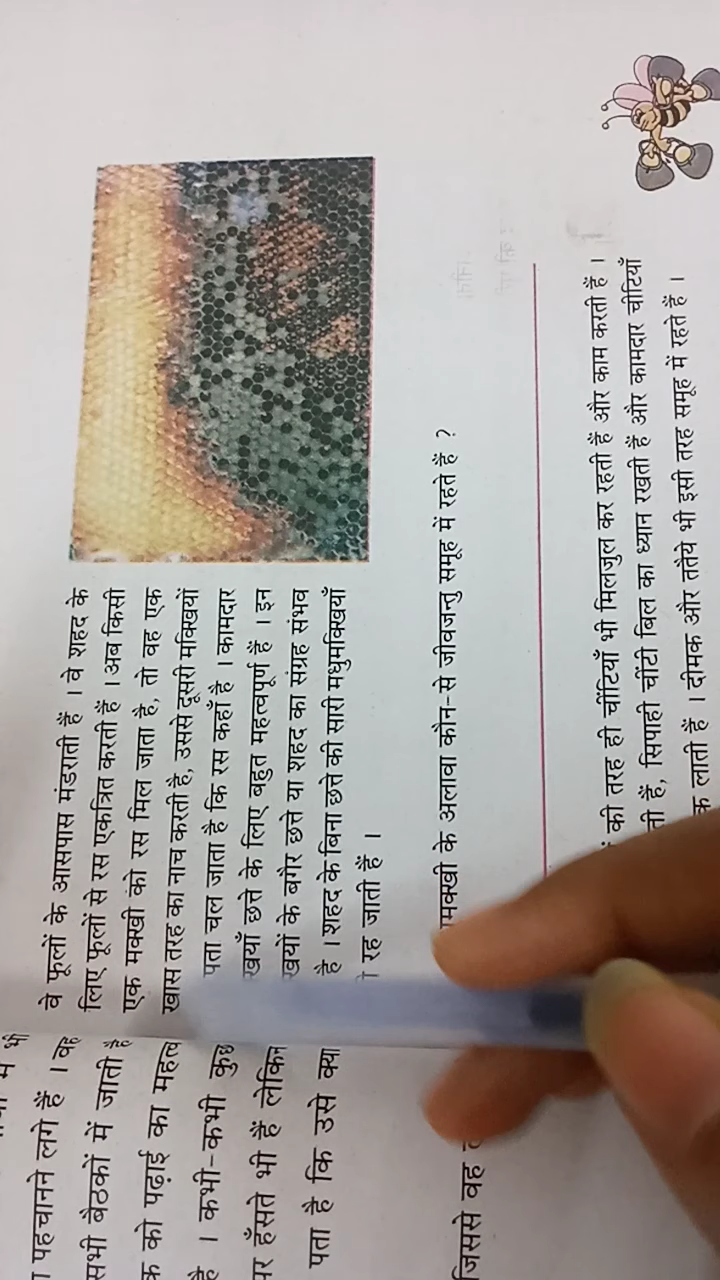 वे फूलों के आसपास मंडराती हैं । वे शहद के
लिए फूलों से रस एकत्रित करती हैं । अब किसी
एक मक्खी को रस मिल जाता है, तो वह एक
खास तरह का नाच करती है, उससे दूसरी मक्खियों
पता चल जाता है कि रस कहाँ है । कामदार
छत्ते के लिए बहुत महत्वपूर्ण हैं । इन
के बगैर छत्ते या शहद का संग्रह संभव
है । शहद के बिना छत्ते की सारी मधुमक्खियाँ
रह जाती हैं ।
के अलावा कौन-से जीवजन्तु समूह में रहते हैं ?
की तरह ही चींटियाँ भी मिलजुल कर रहती हैं और काम करती हैं ।
हैं, सिपाही चींटी बिल का ध्यान रखती हैं और कामदार चींटियाँ
लाती हैं । दीमक और ततैये भी इसी तरह समूह में रहते हैं ।
पहचानने लगे हैं । वह
सभी बैठकों में जाती है
को पढ़ाई का महत्व
है । कभी-कभी कुछ
हँसते भी हैं लेकिन
पता है कि उसे क्या
जिससे वह